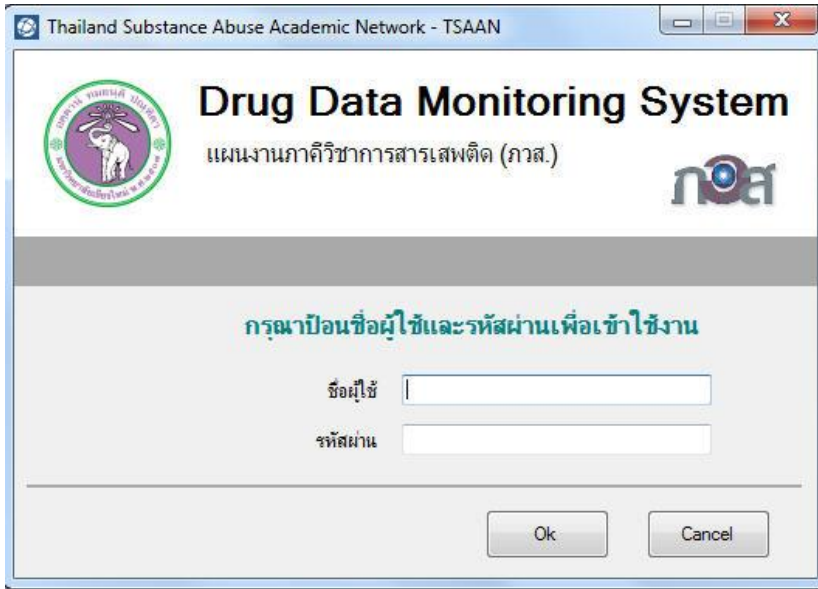 Thailand Substance Abuse Academic Network - TSAAN
Drug Data Monitoring System
แผนงานภาคีวิชาการสารเสพติด (ภวส.)
ภวส
กรุณาป้อนชื่อผู้ใช้และรหัสผ่านเพื่อเข้าใช้งาน
ชื่อผู้ใช้
รหัสผ่าน
Ok
Cancel